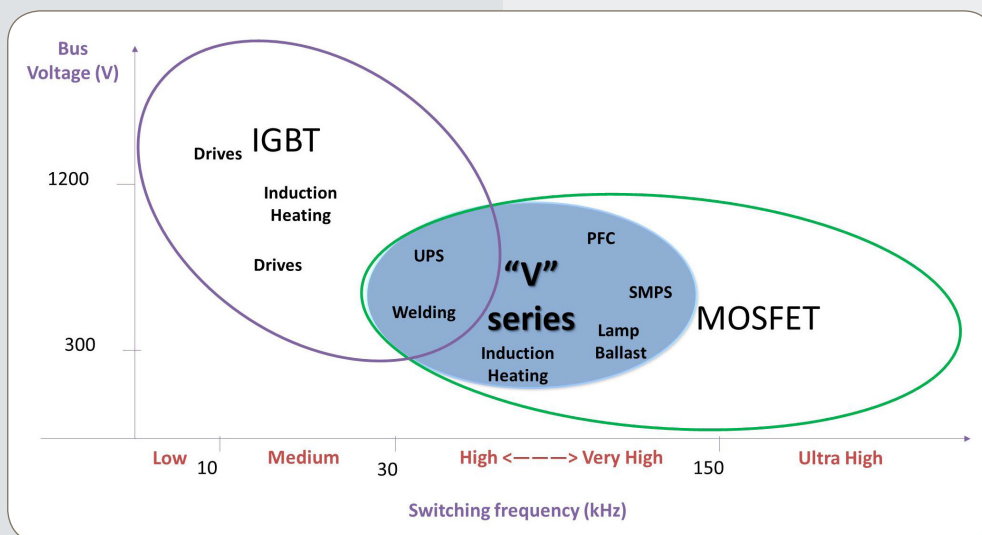 Bus
Voltage (V)
IGBT
Drives
1200
Induction
Heating
PFC
UPS
Drives
“V”
SMPS
series
MOSFET
Welding
Lamp
Ballast
300
Induction
Heating
Low
10
Medium
30
High <————> Very High
150
Ultra High
Switching frequency (kHz)